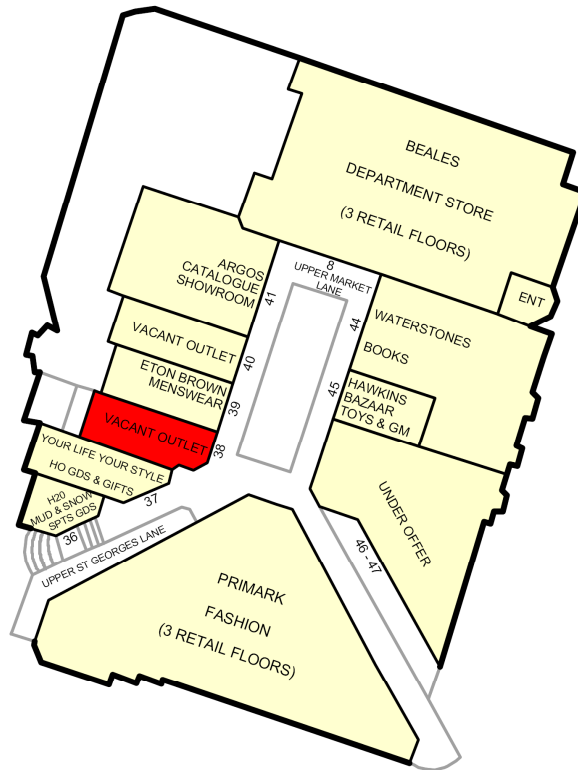 BEALES
DEPARTMENT STORE
(3 RETAIL FLOORS)
ENT
8
UPPER MARKET
LANE
ARGOS
CATALOGUE
SHOWROOM
41
44
WATERSTONES
BOOKS
VACANT OUTLET
40
ETON BROWN
MENSWEAR
39
45
HAWKINS
BAZAAR
TOYS & GM
VACANT OUTLET
38
YOUR LIFE YOUR STYLE
HO GDS & GIFTS
37
H20
MUD & SNOW
SPTS GDS
36
UPPER ST GEORGES LANE
UNDER OFFER
46 - 47
PRIMARK
FASHION
(3 RETAIL FLOORS)